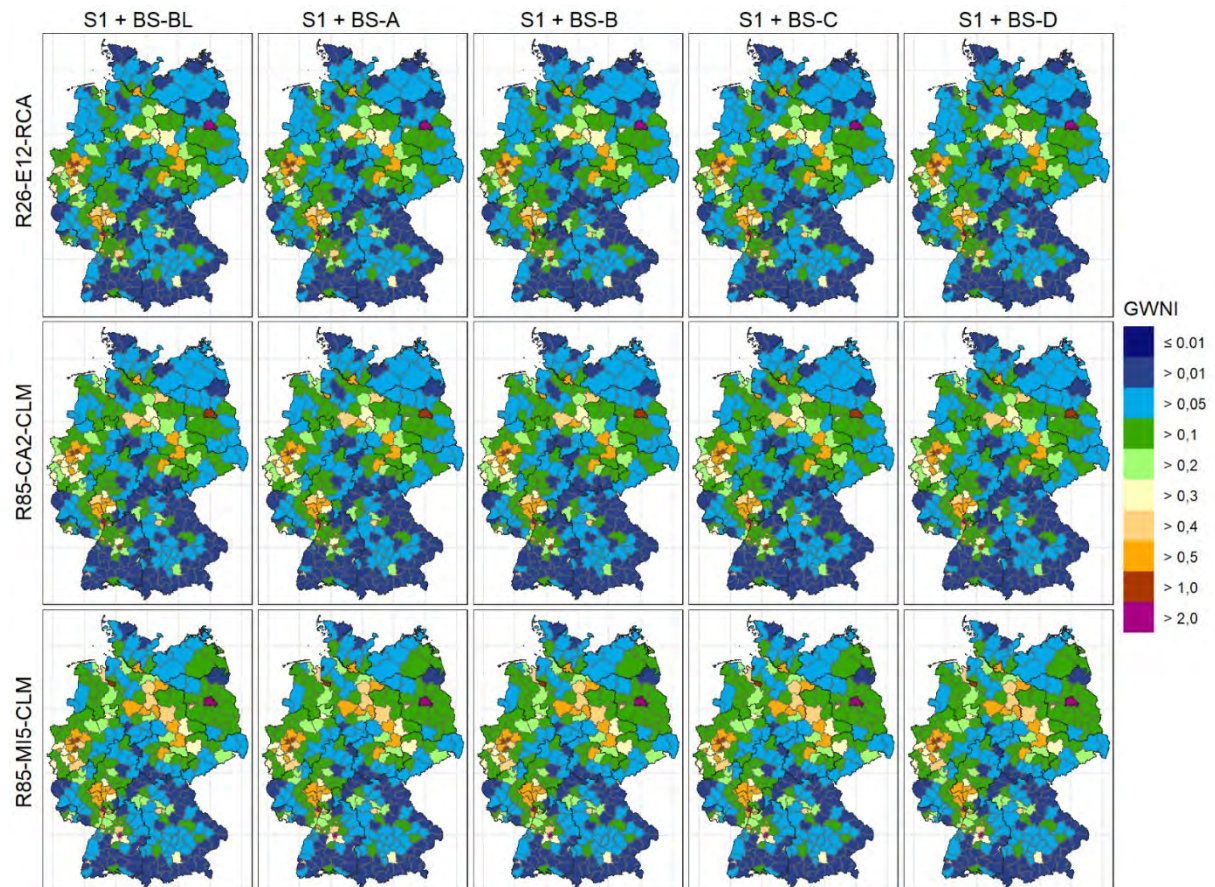 S1 + BS-BL S1 + BS-A S1 + BS-B S1 + BS-C S1 + BS-D
R26-E12-RCA
R85-CA2-CLM
R85-MI5-CLM
GWNI
≤ 0.01
> 0,01
> 0,05
> 0,1
> 0,2
> 0,3
> 0,4
> 0,5
> 1,0
> 2,0